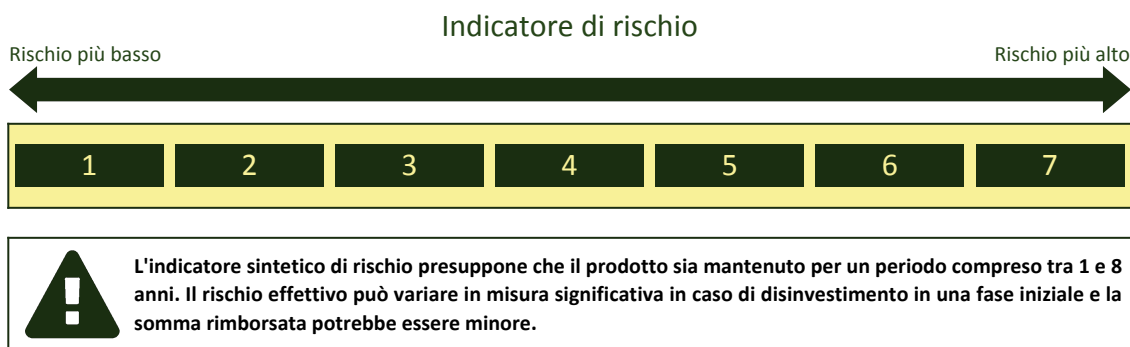 Indicatore di rischio
Rischio più basso
Rischio più alto
1 2 3 4 5 6 7
L'indicatore sintetico di rischio presuppone che il prodotto sia mantenuto per un periodo compreso tra 1 e 8
anni. Il rischio effettivo può variare in misura significativa in caso di disinvestimento in una fase iniziale e la
somma rimborsata potrebbe essere minore.